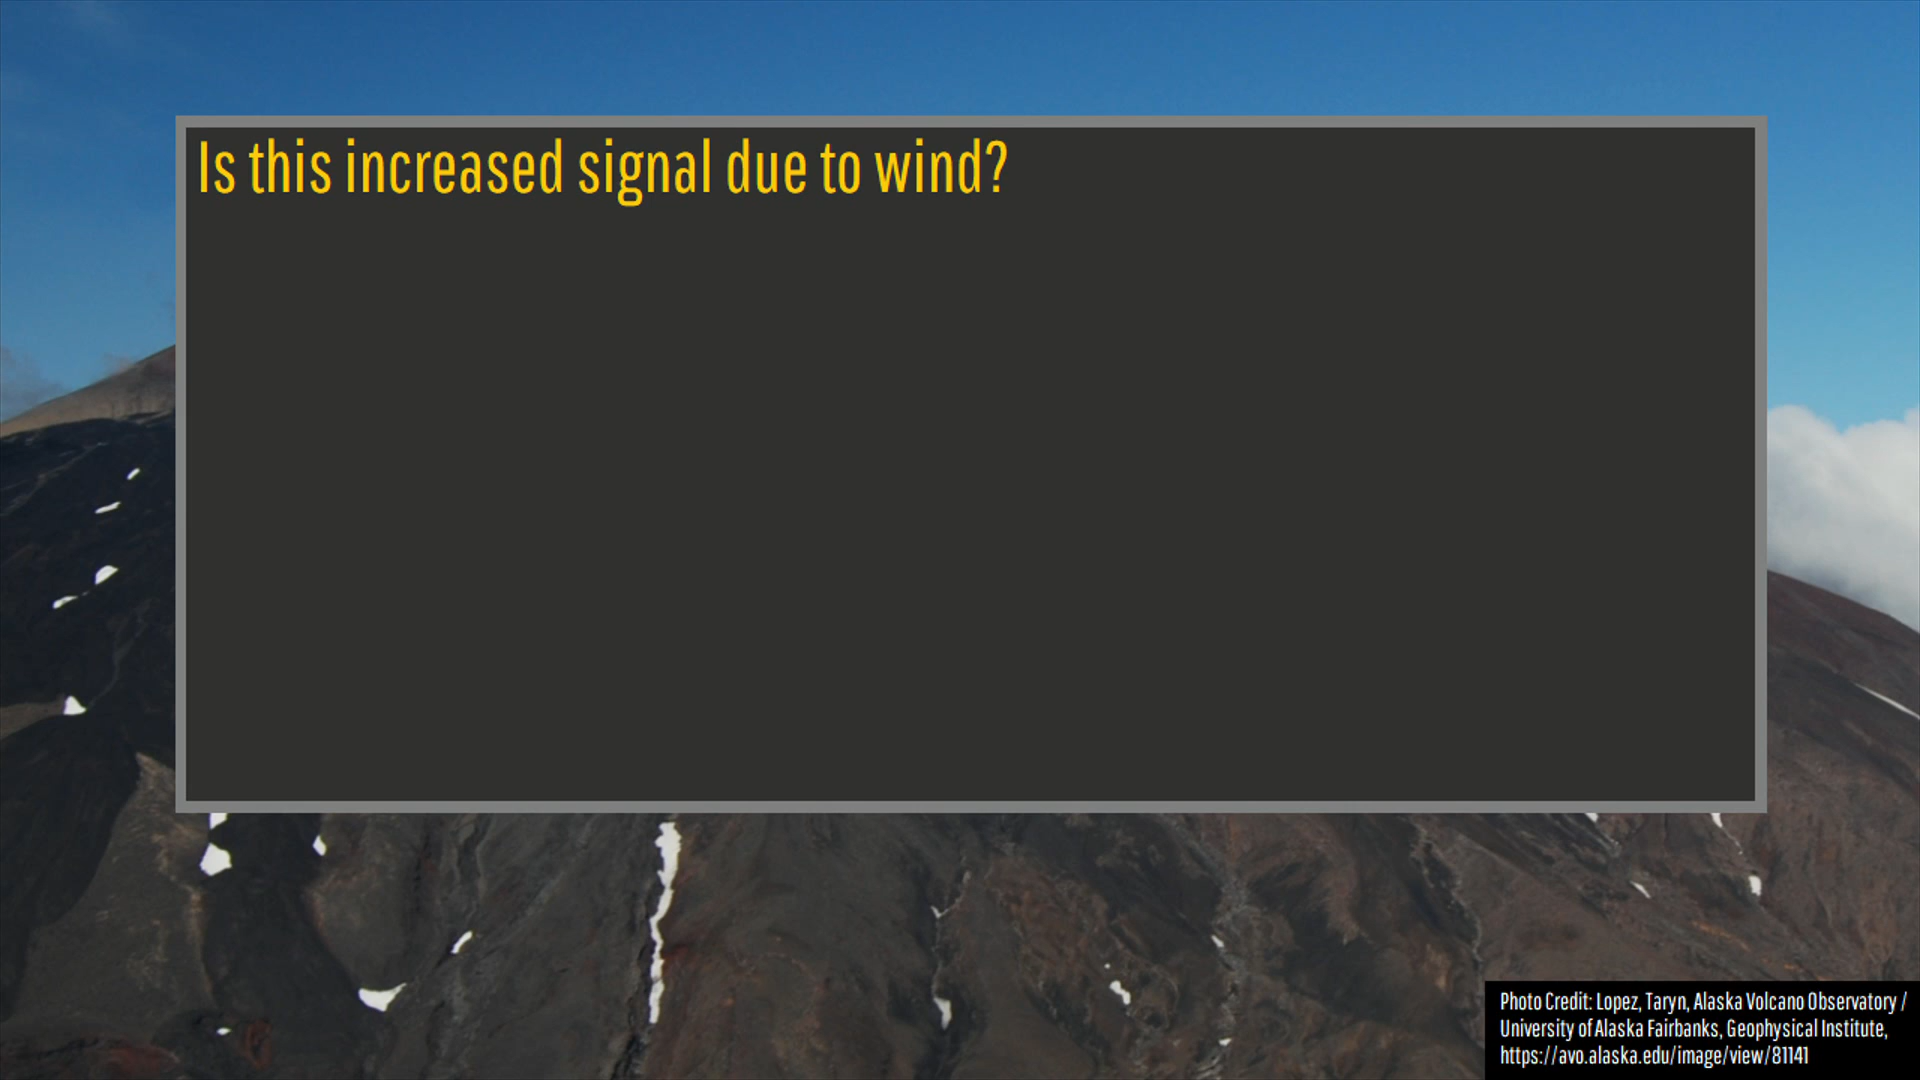 Is this increased signal due to wind?
Photo Credit: Lopez, Taryn, Alaska Volcano Observatory /
University of Alaska Fairbanks, Geophysical Institute,
https://avo.alaska.edu/image/view/81141